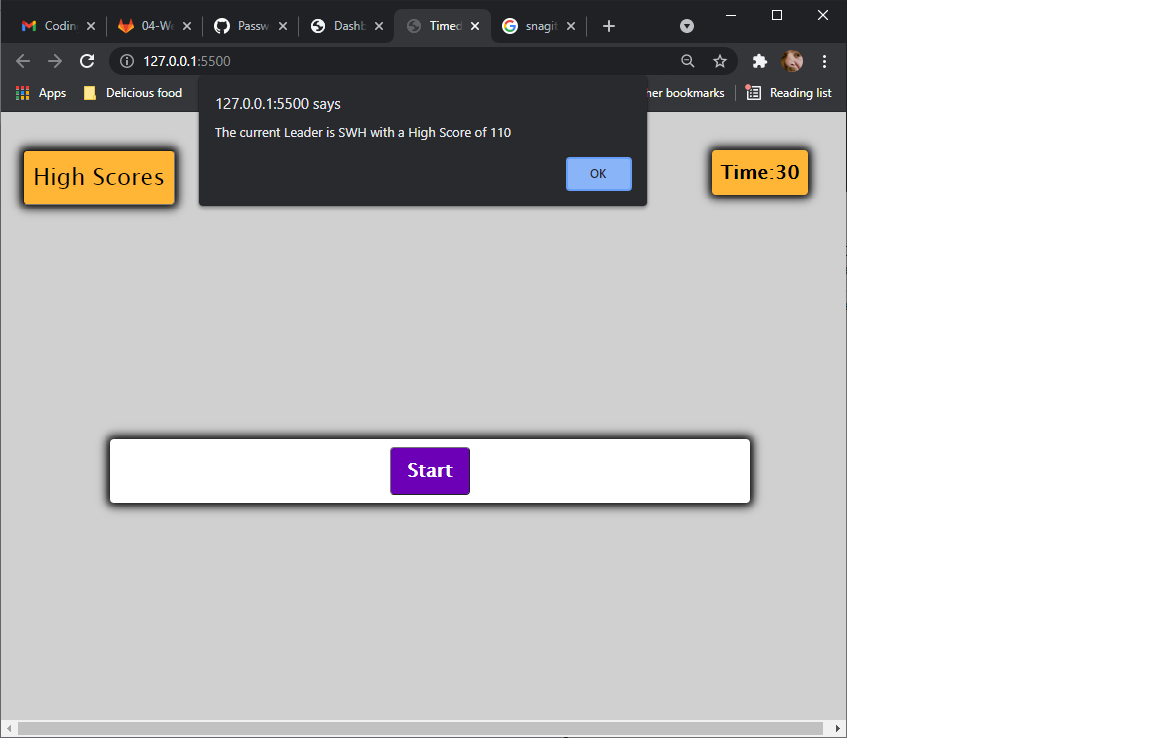 Coding
04-We
Passw
Dashb
Timed
snagit
127.0.0.1:5500
Apps
Delicious food
her bookmarks
Reading list
127.0.0.1:5500 says
The current Leader is SWH with a High Score of 110
OK
High Scores
Time:30
Start